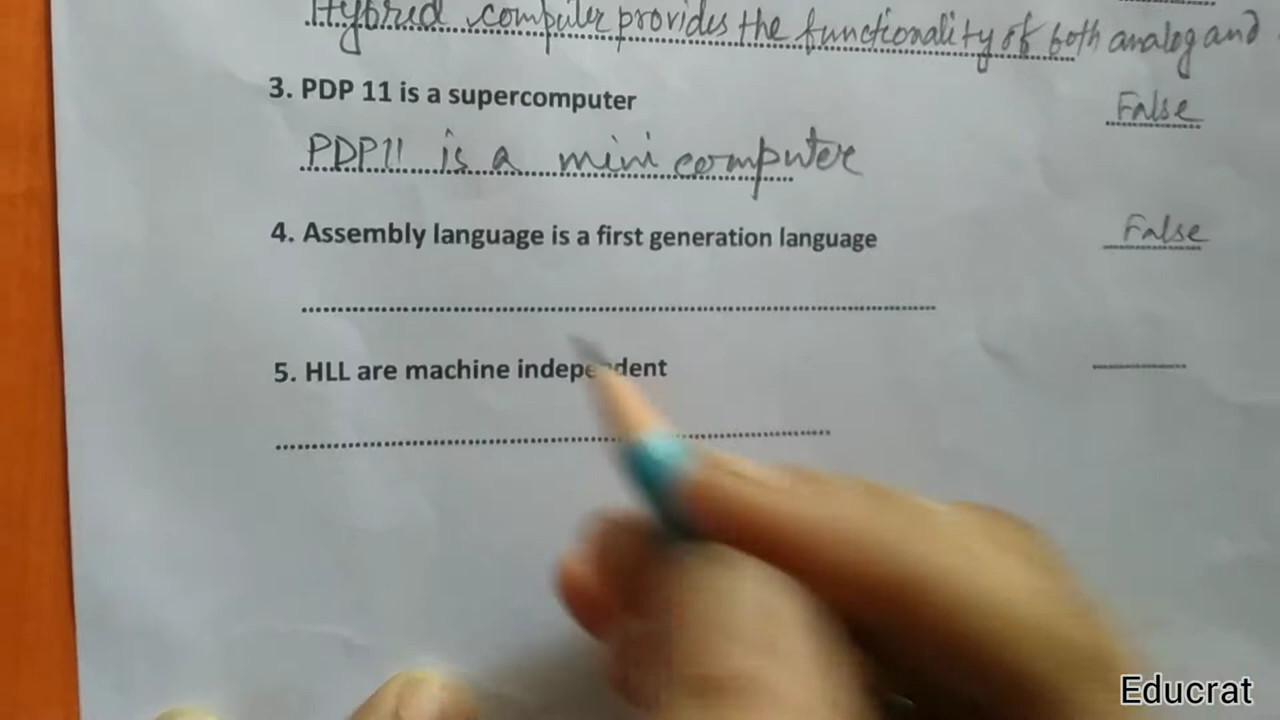 Hybrid computer provides the functionality of both analog and
3. PDP 11 is a supercomputer
False
PDP11 is a mini computer
4. Assembly language is a first generation language
False
5. HLL are machine independent
Educrat